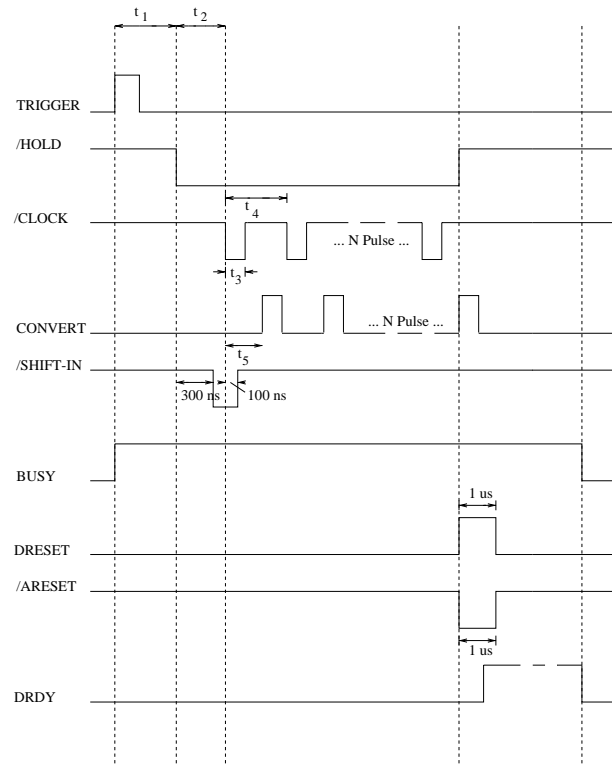 t1 t2
TRIGGER
/HOLD
t4
/CLOCK
... N Pulse ...
t3
... N Pulse ...
CONVERT
t5
/SHIFT-IN
300 ns 100 ns
BUSY
1 us
DRESET
/ARESET
1 us
DRDY